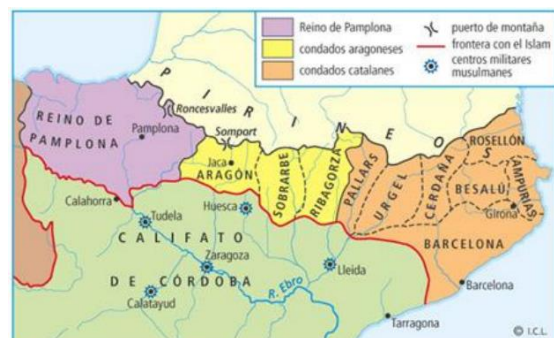 Reino de Pamplona
condados aragoneses
condados catalanes
puerto de montaña
frontera con el Islam
centros militares
musulmanes
PIRINEOS
Roncesvalles
REINO DE
PAMPLONA
Pamplona
Somport
Jaca
ARAGÓN
SOBRARBE
RIBAGORZA
PALLARS
URGEL
CERDAÑA
ROSELLÓN
BESALÚ
AMPURIAS
Girona
BARCELONA
Barcelona
Calahorra
Tudela
Huesca
CALIFATO
DE CÓRDOBA
Zaragoza
Lleida
Calatayud
R. Ebro
Tarragona
© I.C.L.